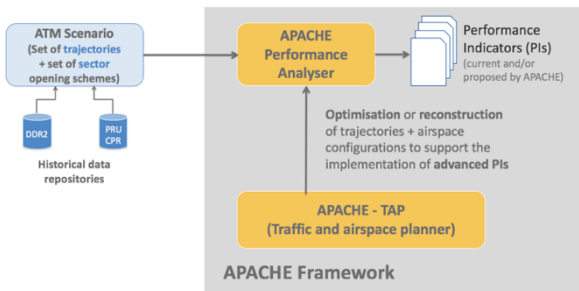 ATM Scenario
(Set of trajectories
+ set of sector
opening schemes)
DDR2
PRU
CPR
Historical data
repositories
APACHE
Performance
Analyser
Performance
Indicators (PIs)
(current and/or
proposed by APACHE)
Optimisation or reconstruction
of trajectories + airspace
configurations to support the
implementation of advanced PIs
APACHE - TAP
(Traffic and airspace planner)
APACHE Framework